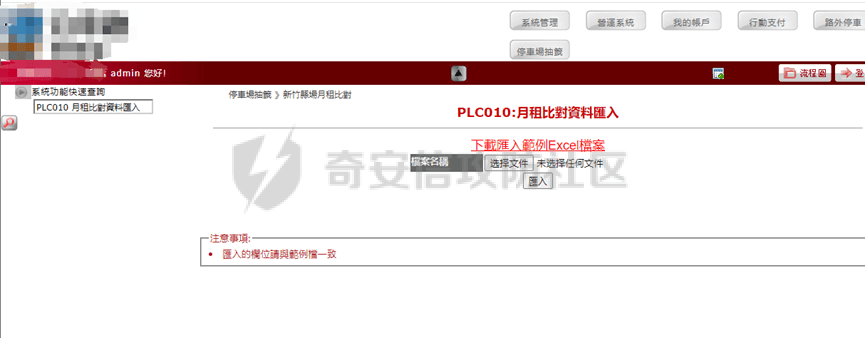 系統管理 營運系統 我的帳戶 行動支付 路外停車
停車場抽籤
admin 您好! 流程圖
系統功能快速查詢
PLC010 月租比對資料匯入
停車場抽籤 》 新竹縣場月租比對
PLC010:月租比對資料匯入
下載匯入範例Excel檔案
檔案名稱 选择文件 未选择任何文件
匯入
奇安信攻防社区
注意事項:
匯入的欄位請與範例檔一致